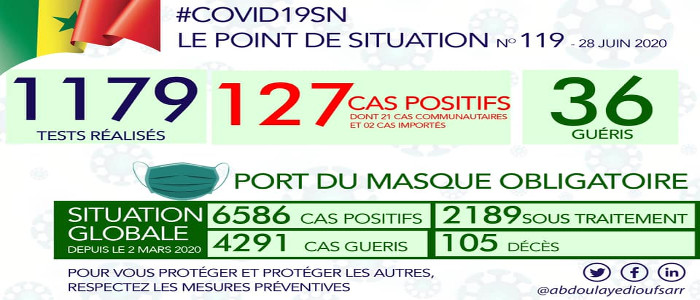 #COVID19SN
LE POINT DE SITUATION N° 119 - 28 JUIN 2020
1179
TESTS RÉALISÉS
127 CAS POSITIFS
DONT 21 CAS COMMUNAUTAIRES
ET 02 CAS IMPORTÉS
36
GUÉRIS
PORT DU MASQUE OBLIGATOIRE
SITUATION
GLOBALE
DEPUIS LE 2 MARS 2020
6586 CAS POSITIFS
2189 SOUS TRAITEMENT
4291 CAS GUERIS
105 DÉCÈS
POUR VOUS PROTÉGER ET PROTÉGER LES AUTRES,
RESPECTEZ LES MESURES PRÉVENTIVES
@abdoulayedioufsarr